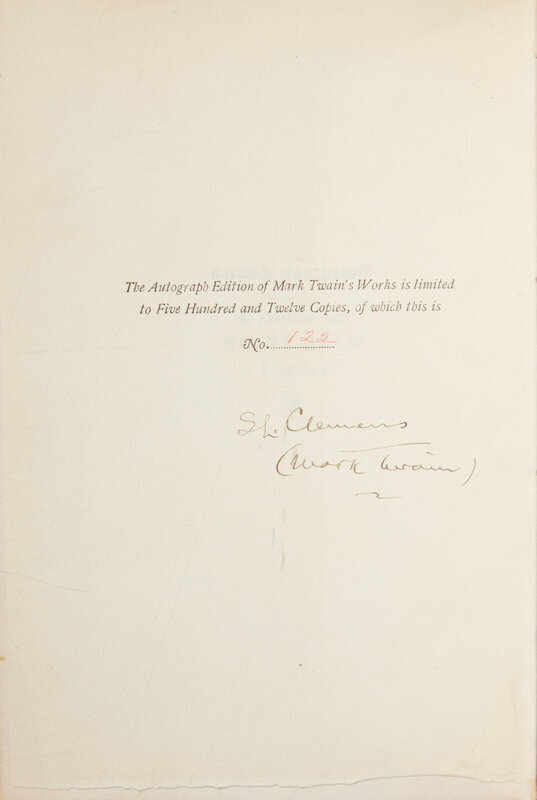 The Autograph Edition of Mark Twain's Works is limited
to Five Hundred and Twelve Copies, of which this is
No. 122
S. L. Clemens
(Mark Twain)